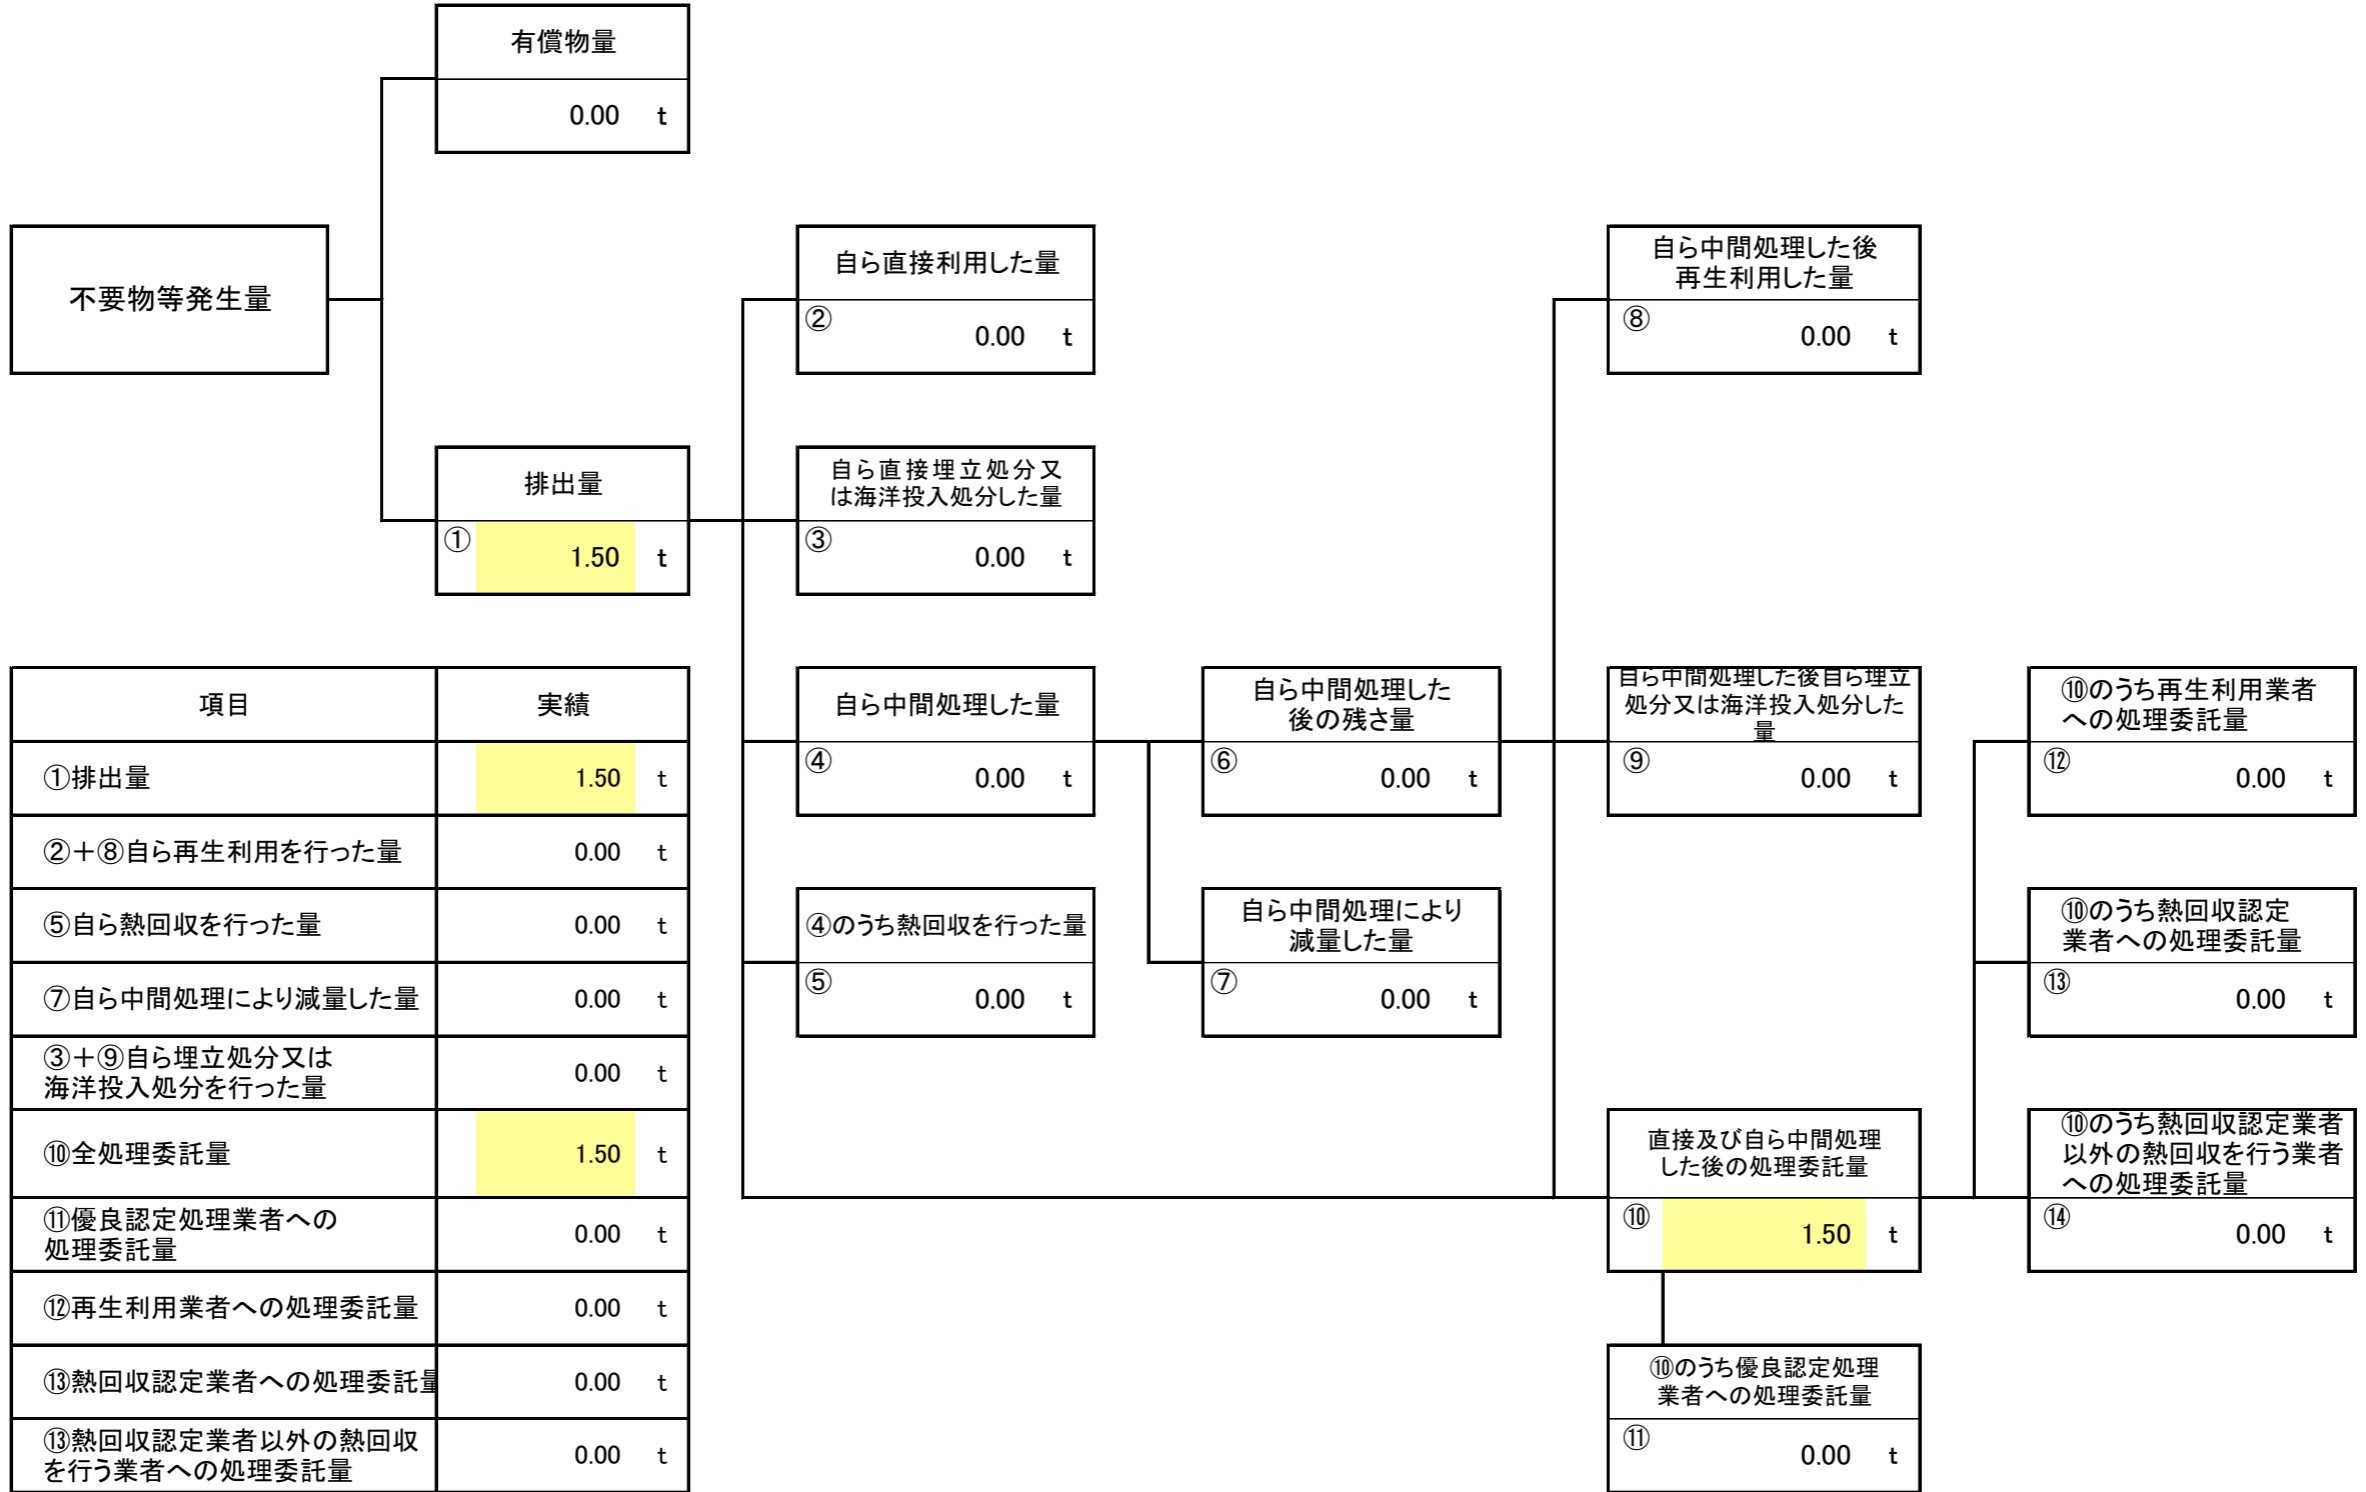 有償物量
0.00 t
不要物等発生量
自ら直接利用した量
② 0.00 t
自ら中間処理した後
再生利用した量
⑧ 0.00 t
排出量
① 1.50 t
自ら直接埋立処分又
は海洋投入処分した量
③ 0.00 t
項目 実績
①排出量 1.50 t
②＋⑧自ら再生利用を行った量 0.00 t
⑤自ら熱回収を行った量 0.00 t
⑦自ら中間処理により減量した量 0.00 t
③＋⑨自ら埋立処分又は
海洋投入処分を行った量 0.00 t
⑩全処理委託量 1.50 t
⑪優良認定処理業者への
処理委託量 0.00 t
⑫再生利用業者への処理委託量 0.00 t
⑬熱回収認定業者への処理委託量 0.00 t
⑬熱回収認定業者以外の熱回収
を行う業者への処理委託量 0.00 t
自ら中間処理した量
④ 0.00 t
自ら中間処理した
後の残さ量
⑥ 0.00 t
自ら中間処理した後自ら埋立
処分又は海洋投入処分した
量
⑨ 0.00 t
⑩のうち再生利用業者
への処理委託量
⑫ 0.00 t
④のうち熱回収を行った量
⑤ 0.00 t
自ら中間処理により
減量した量
⑦ 0.00 t
⑩のうち熱回収認定
業者への処理委託量
⑬ 0.00 t
直接及び自ら中間処理
した後の処理委託量
⑩ 1.50 t
⑩のうち熱回収認定業者
以外の熱回収を行う業者
への処理委託量
⑭ 0.00 t
⑩のうち優良認定処理
業者への処理委託量
⑪ 0.00 t